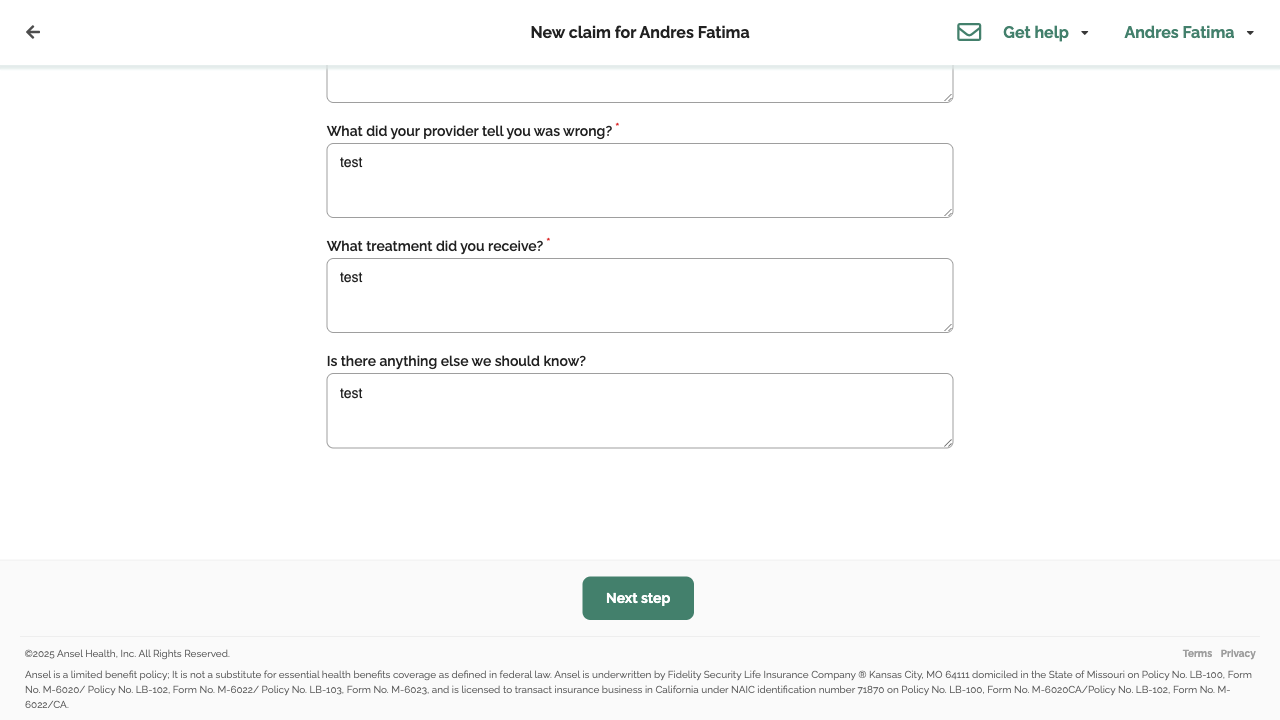 New claim for Andres Fatima
Get help
Andres Fatima
What did your provider tell you was wrong? *
test
What treatment did you receive? *
test
Is there anything else we should know?
test
Next step
©2025 Ansel Health, Inc. All Rights Reserved.
Terms Privacy
Ansel is a limited benefit policy; It is not a substitute for essential health benefits coverage as defined in federal law. Ansel is underwritten by Fidelity Security Life Insurance Company ® Kansas City, MO 64111 domiciled in the State of Missouri on Policy No. LB-100, Form
No. M-6020/ Policy No. LB-102, Form No. M-6022/ Policy No. LB-103, Form No. M-6023, and is licensed to transact insurance business in California under NAIC identification number 71870 on Policy No. LB-100, Form No. M-6020CA/Policy No. LB-102, Form No. M-
6022/CA.